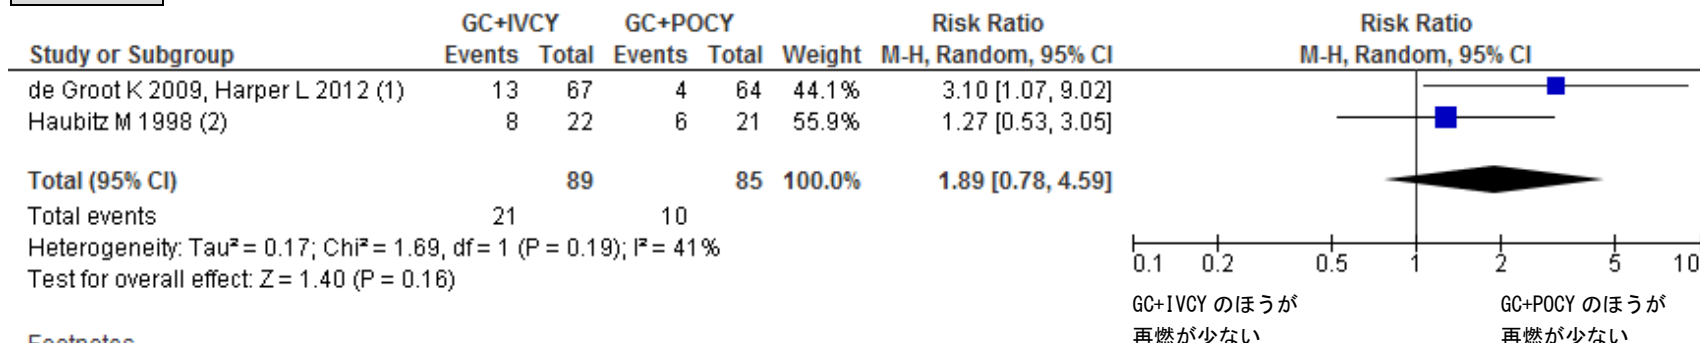 GC+IVCY GC+POCY Risk Ratio Risk Ratio
Study or Subgroup Events Total Events Total Weight M-H, Random, 95% CI M-H, Random, 95% CI
de Groot K 2009, Harper L 2012 (1) 13 67 4 64 44.1% 3.10 [1.07, 9.02]
Haubitz M 1998 (2) 8 22 6 21 55.9% 1.27 [0.53, 3.05]
Total (95% CI) 89 85 100.0% 1.89 [0.78, 4.59]
Total events 21 10
Heterogeneity: Tau² = 0.17; Chi² = 1.69, df = 1 (P = 0.19); I² = 41%
Test for overall effect: Z = 1.40 (P = 0.16)
0.1 0.2 0.5 1 2 5 10
GC+IVCY のほうが GC+POCY のほうが
再燃が少ない 再燃が少ない
Footnotes